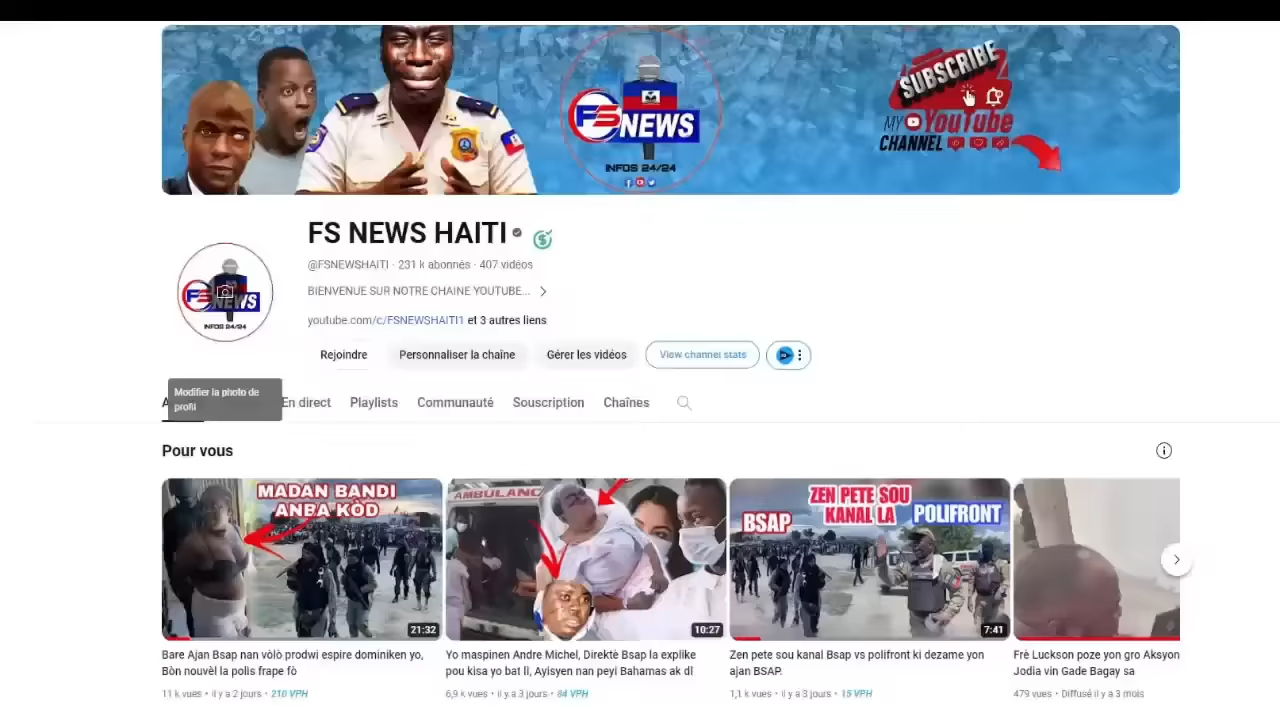 FS NEWS
INFOS 24/24
SUBSCRIBE
MY YouTube
CHANNEL
FS NEWS HAITI
@FSNEWSHAITI · 231 k abonnés · 407 vidéos
BIENVENUE SUR NOTRE CHAINE YOUTUBE...
youtube.com/c/FSNEWSHAITI1 et 3 autres liens
FS NEWS
INFOS 24/24
Rejoindre
Personnaliser la chaîne
Gérer les vidéos
View channel stats
Modifier la photo de
profil
En direct
Playlists
Communauté
Souscription
Chaînes
Pour vous
MADAN BANDI
ANBA KÒD
21:32
AMBULANC
10:27
ZEN PETE SOU
KANAL LA
BSAP
POLIFRONT
7:41
Bare Ajan Bsap nan vòlò prodwi espire dominiken yo,
Bòn nouvèl la polis frape fò
11 k vues • il y a 2 jours • 210 VPH
Yo maspinen Andre Michel, Direktè Bsap la explike
pou kisa yo bat li, Ayisyen nan peyi Bahamas ak dl
6,9 k vues • il y a 3 jours • 84 VPH
Zen pete sou kanal Bsap vs polifront ki dezame yon
ajan BSAP.
1,1 k vues • il y a 3 jours • 15 VPH
Frè Luckson poze yon gro Aksyon
Jodia vin Gade Bagay sa
479 vues • Diffusé il y a 3 mois